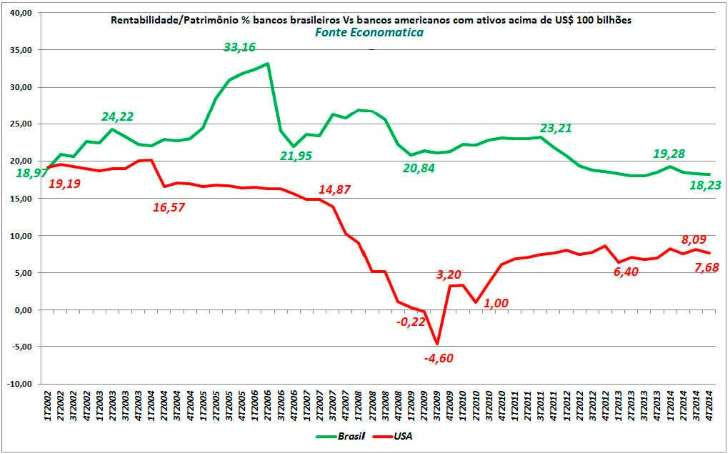 Rentabilidade/Patrimônio % bancos brasileiros Vs bancos americanos com ativos acima de US$ 100 bilhões
Fonte Economatica
40,00
35,00
30,00
25,00
20,00
15,00
10,00
5,00
0,00
-5,00
-10,00
33,16
24,22
18,97
19,19
16,57
21,95
14,87
20,84
-0,22
-4,60
3,20
1,00
23,21
6,40
19,28
18,23
8,09
7,68
1T2002
2T2002
3T2002
4T2002
1T2003
2T2003
3T2003
4T2003
1T2004
2T2004
3T2004
4T2004
1T2005
2T2005
3T2005
4T2005
1T2006
2T2006
3T2006
4T2006
1T2007
2T2007
3T2007
4T2007
1T2008
2T2008
3T2008
4T2008
1T2009
2T2009
3T2009
4T2009
1T2010
2T2010
3T2010
4T2010
1T2011
2T2011
3T2011
4T2011
1T2012
2T2012
3T2012
4T2012
1T2013
2T2013
3T2013
4T2013
1T2014
2T2014
3T2014
4T2014
Brasil
USA